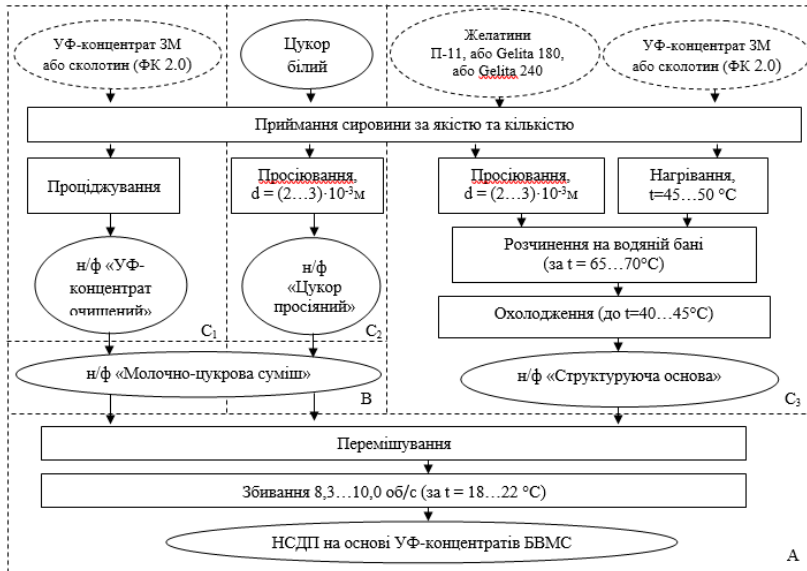 УФ-концентрат ЗМ
або сколотин (ФК 2.0)
Цукор
білий
Желатини
П-11, або Gelita 180,
або Gelita 240
УФ-концентрат ЗМ
або сколотин (ФК 2.0)
Приймання сировини за якістю та кількістю
Проціджування
Просіювання,
d = (2…3)·10⁻³м
Просіювання,
d = (2…3)·10⁻³м
Нагрівання,
t=45…50 °С
Розчинення на водяній бані
(за t = 65…70°С)
н/ф «УФ-
концентрат
очищений»
С₁
н/ф
«Цукор
просіяний»
С₂
Охолодження (до t=40…45°С)
н/ф «Молочно-цукрова суміш»
В
н/ф «Структуруюча основа»
С₃
Перемішування
Збивання 8,3…10,0 об/с (за t = 18…22 °С)
НСДП на основі УФ-концентратів БВМС
А